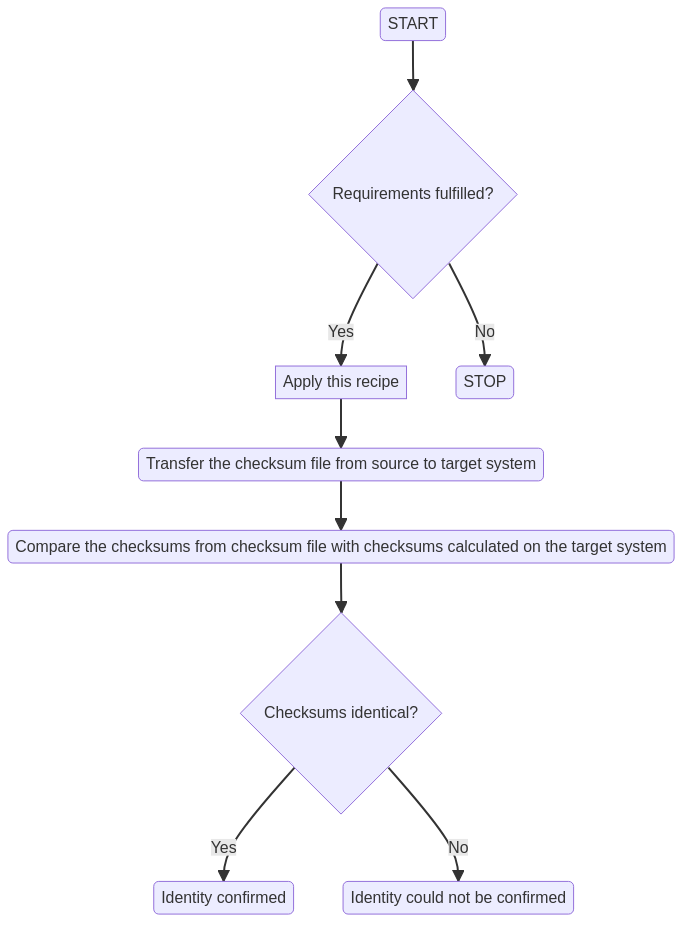 START
Requirements fulfilled?
Yes
No
Apply this recipe
STOP
Transfer the checksum file from source to target system
Compare the checksums from checksum file with checksums calculated on the target system
Checksums identical?
Yes
No
Identity confirmed
Identity could not be confirmed